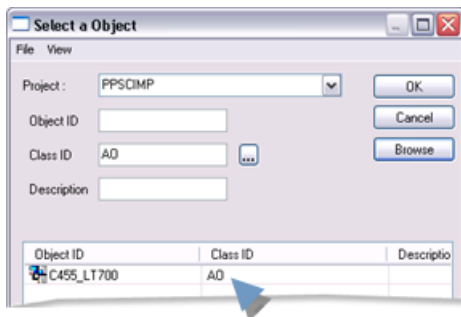 Select a Object
File View
Project : PPSCIMP OK
Object ID Cancel
Class ID AO ... Browse
Description
Object ID Class ID Descriptio
C455_LT700 AO